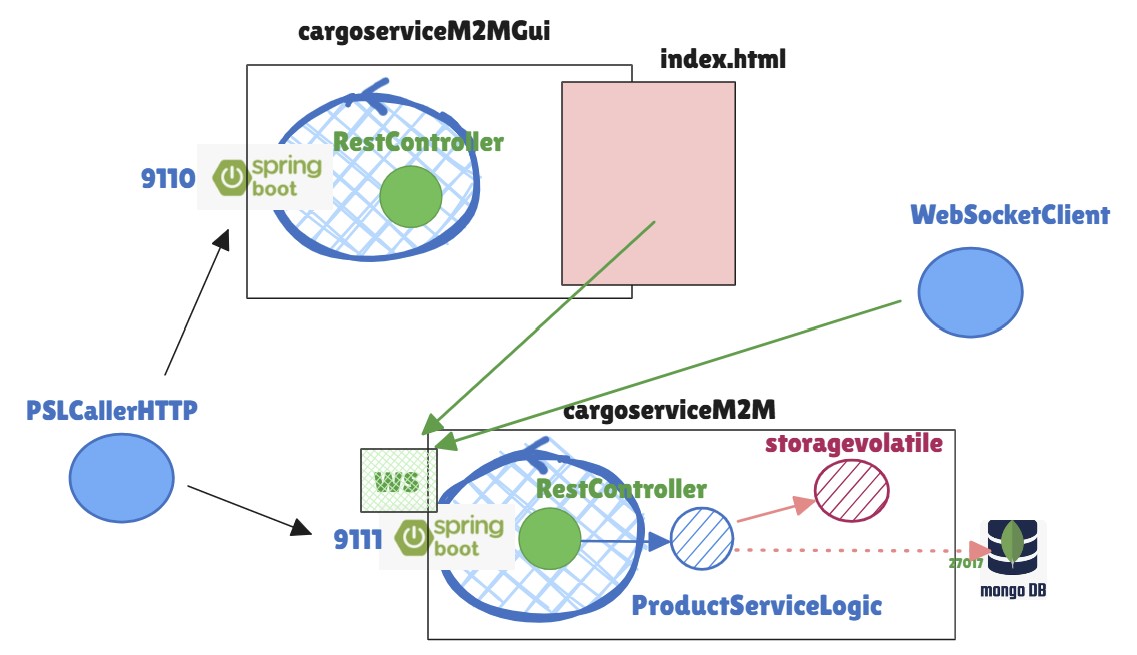 cargoserviceM2MGui
index.html
RestController
9110
spring
boot
WebSocketClient
PSLCallerHTTP
cargoserviceM2M
storagevolatile
WS
RestController
9111
spring
boot
27017
mongo DB
ProductServiceLogic